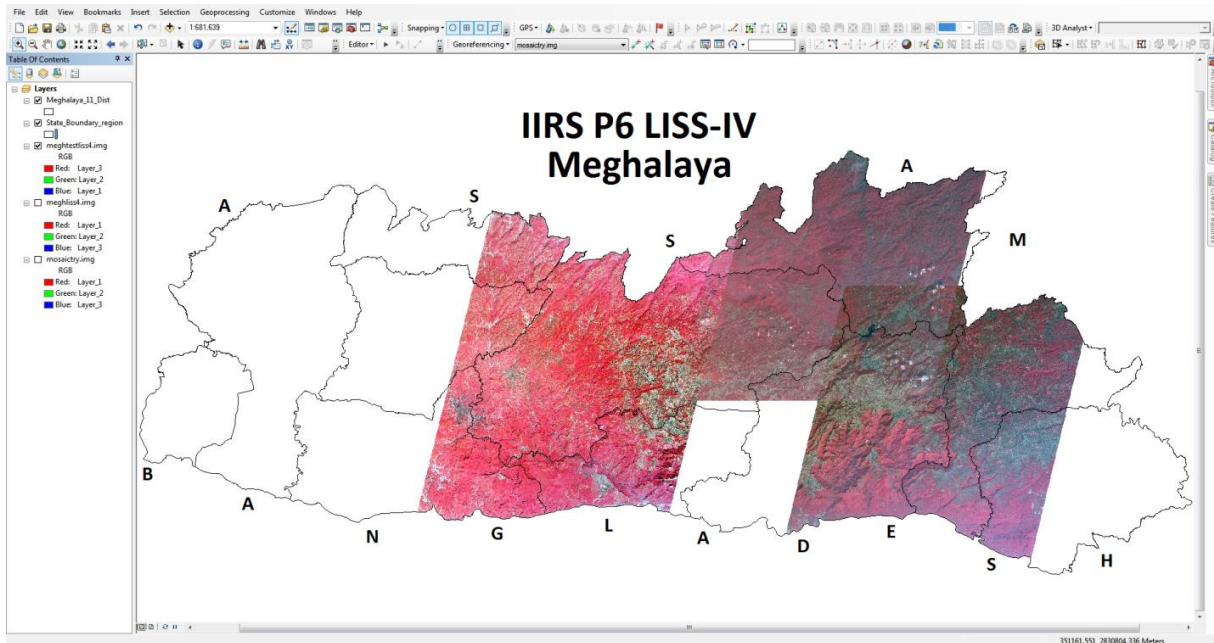 File Edit View Bookmarks Insert Selection Geoprocessing Customize Windows Help
1:681,639
Snapping
GPS
3D Analyst
Editor
Georeferencing
mosaictry.img
Table Of Contents
Layers
Meghalaya_11_Dist
State_Boundary_region
meghtestliss4.img
RGB
Red: Layer_3
Green: Layer_2
Blue: Layer_1
meghliss4.img
RGB
Red: Layer_1
Green: Layer_2
Blue: Layer_3
mosaictry.img
RGB
Red: Layer_1
Green: Layer_2
Blue: Layer_3
IIRS P6 LISS-IV
Meghalaya
A S S A M
B A N G L A D E S H
351161.551 2830804.336 Meters